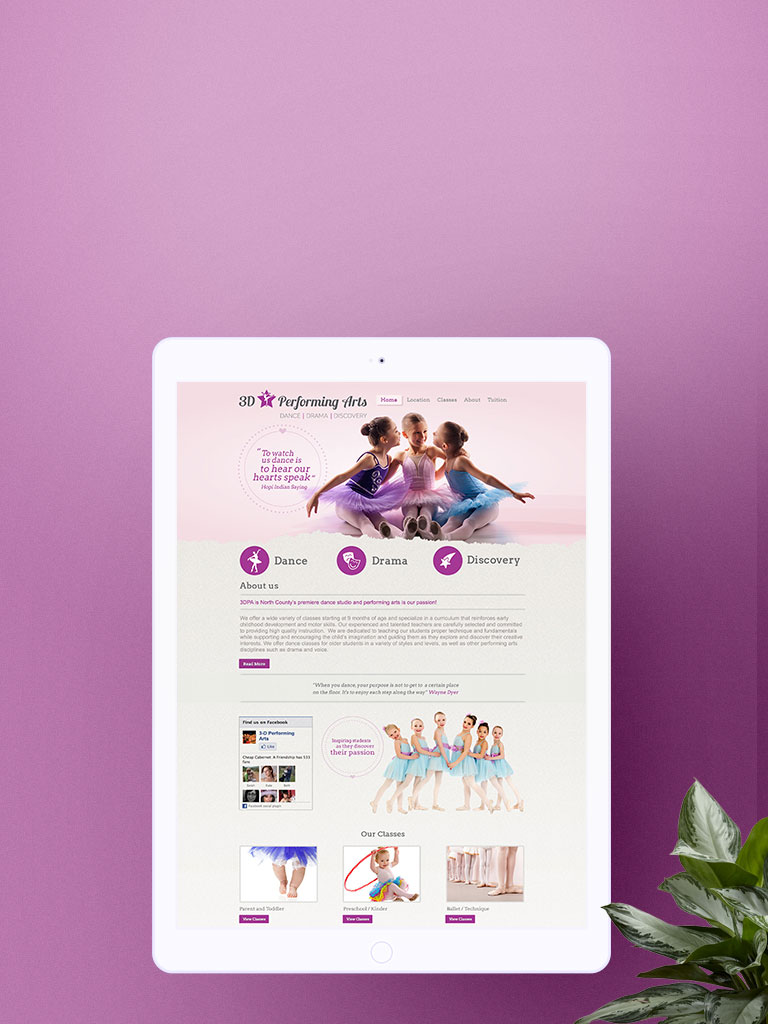 3D Performing Arts
DANCE | DRAMA | DISCOVERY
Home Location Classes About Tuition
"To watch
us dance is
to hear our
hearts speak"
Hopi Indian Saying
Dance Drama Discovery
About us
3DPA is North County's premiere dance studio and performing arts is our passion!
We offer a wide variety of classes starting at 9 months of age and specialize in a curriculum that reinforces early
childhood development and motor skills. Our experienced and talented teachers are carefully selected and committed
to providing high quality instruction. We are dedicated to teaching our students proper technique and fundamentals
while supporting and encouraging the child's imagination and guiding them as they explore and discover their creative
interests. We offer dance classes for older students in a variety of styles and levels, as well as other performing arts
disciplines such as drama and voice.
Read More
"When you dance, your purpose is not to get to a certain place
on the floor. It's to enjoy each step along the way" Wayne Dyer
Find us on Facebook
3-D Performing
Arts
Like
Cheap Cabernet. A Friendship has 533
Fans
Facebook social plugin
Inspiring students
as they discover
their passion
Our Classes
Parent and Toddler
Preschool / Kinder
Ballet / Technique
View Classes
View Classes
View Classes